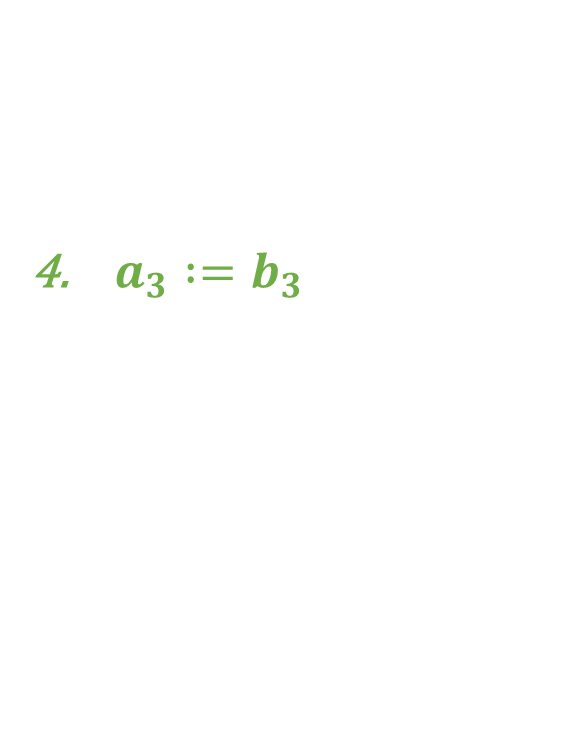 4. a₃ := b₃